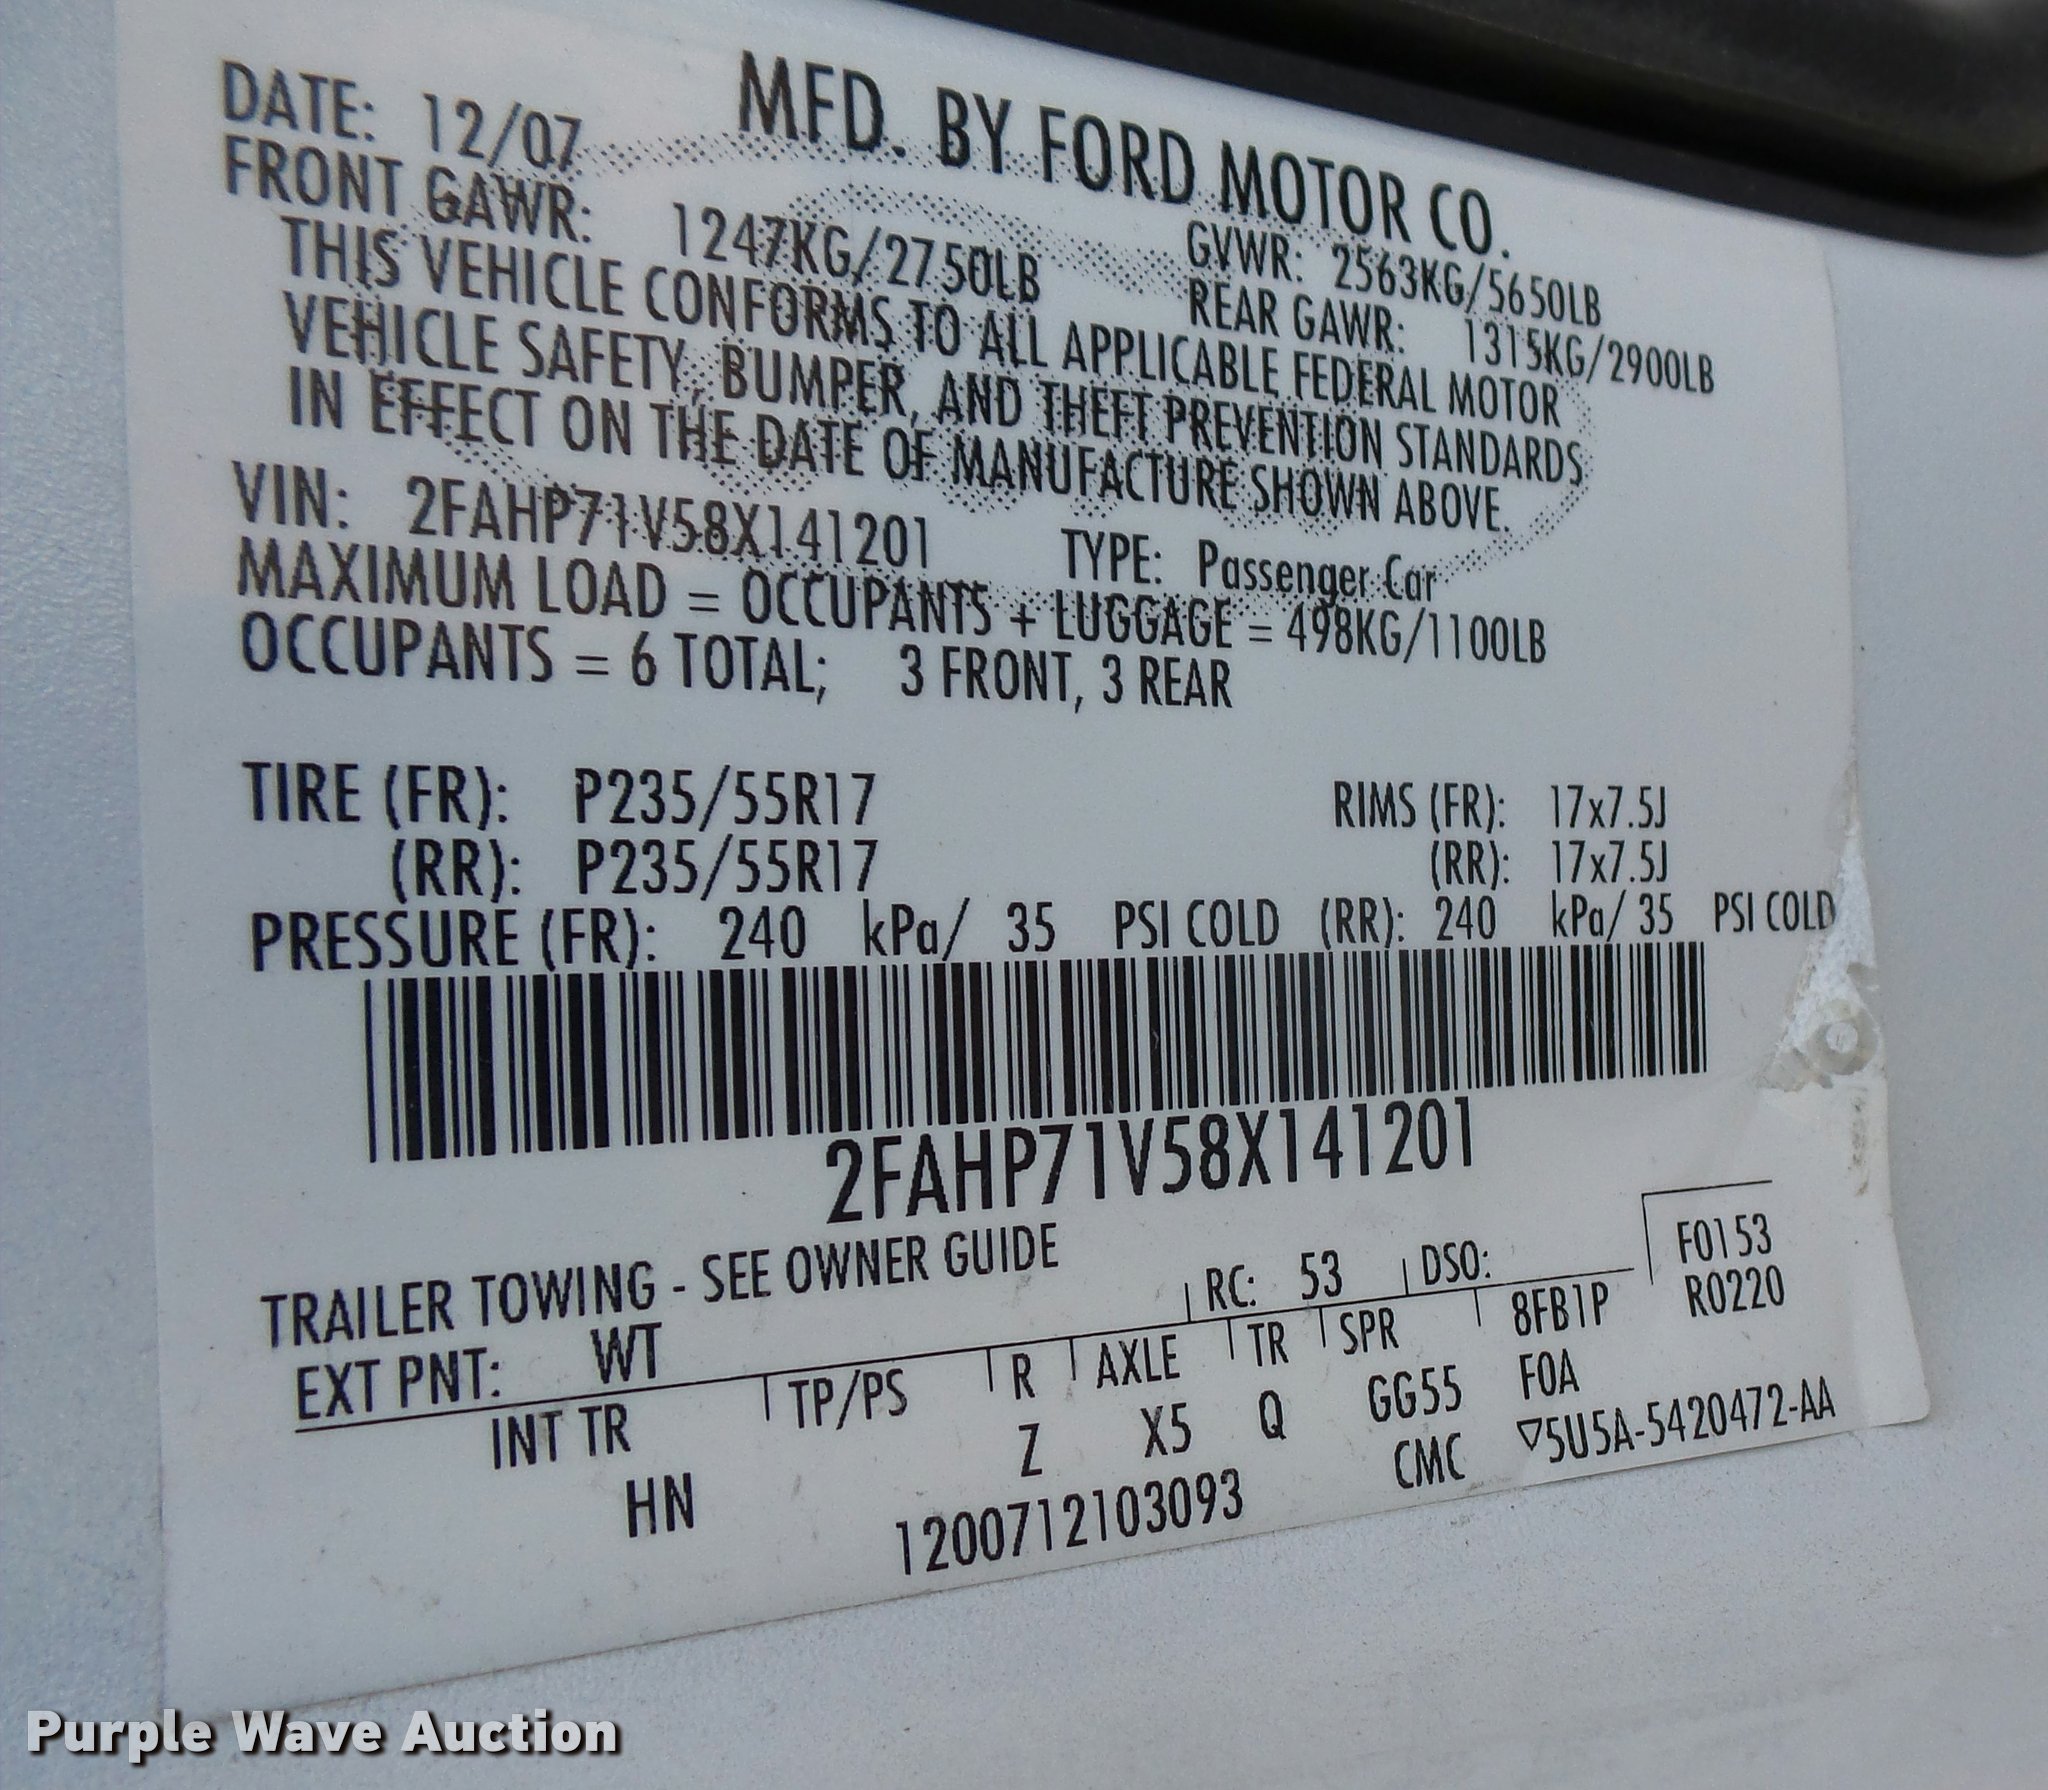 MFD. BY FORD MOTOR CO.
DATE: 12/07 GVWR: 2563KG/5650LB
FRONT GAWR: 1247KG/2750LB REAR GAWR: 1315KG/2900LB
THIS VEHICLE CONFORMS TO ALL APPLICABLE FEDERAL MOTOR
VEHICLE SAFETY, BUMPER, AND THEFT PREVENTION STANDARDS
IN EFFECT ON THE DATE OF MANUFACTURE SHOWN ABOVE.
VIN: 2FAHP71V58X141201 TYPE: Passenger Car
MAXIMUM LOAD = OCCUPANTS + LUGGAGE = 498KG/1100LB
OCCUPANTS = 6 TOTAL; 3 FRONT, 3 REAR
TIRE (FR): P235/55R17 RIMS (FR): 17x7.5J
(RR): P235/55R17 (RR): 17x7.5J
PRESSURE (FR): 240 kPa/ 35 PSI COLD (RR): 240 kPa/ 35 PSI COLD
2FAHP71V58X141201
TRAILER TOWING - SEE OWNER GUIDE
F0153
EXT PNT: WT RC: 53 DSO: R0220
INT TR TP/PS R AXLE TR SPR 8FB1P
HN Z X5 Q GG55 F0A
1200712103093 CMC ▽5U5A-5420472-AA
Purple Wave Auction